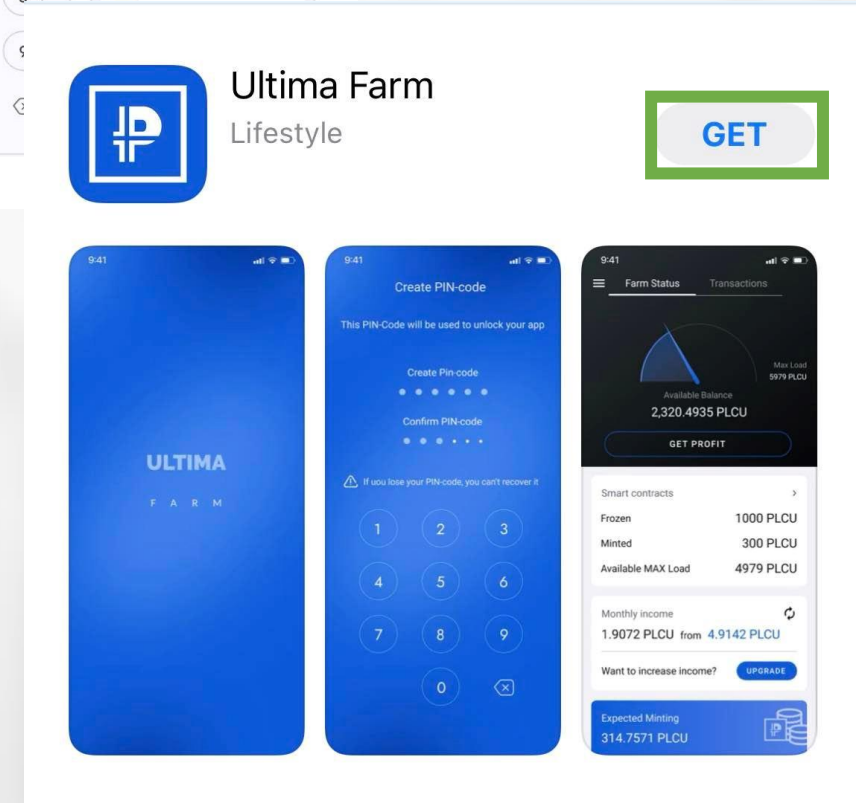 Ultima Farm
Lifestyle
GET
9:41
ULTIMA
FARM
9:41
Create PIN-code
This PIN-Code will be used to unlock your app
Create Pin-code
Confirm PIN-code
If uou lose your PIN-code, you can't recover it
1 2 3
4 5 6
7 8 9
0
9:41
Farm Status Transactions
Max Load
5979 PLCU
Available Balance
2,320.4935 PLCU
GET PROFIT
Smart contracts
Frozen 1000 PLCU
Minted 300 PLCU
Available MAX Load 4979 PLCU
Monthly income
1.9072 PLCU from 4.9142 PLCU
Want to increase income? UPGRADE
Expected Minting
314.7571 PLCU